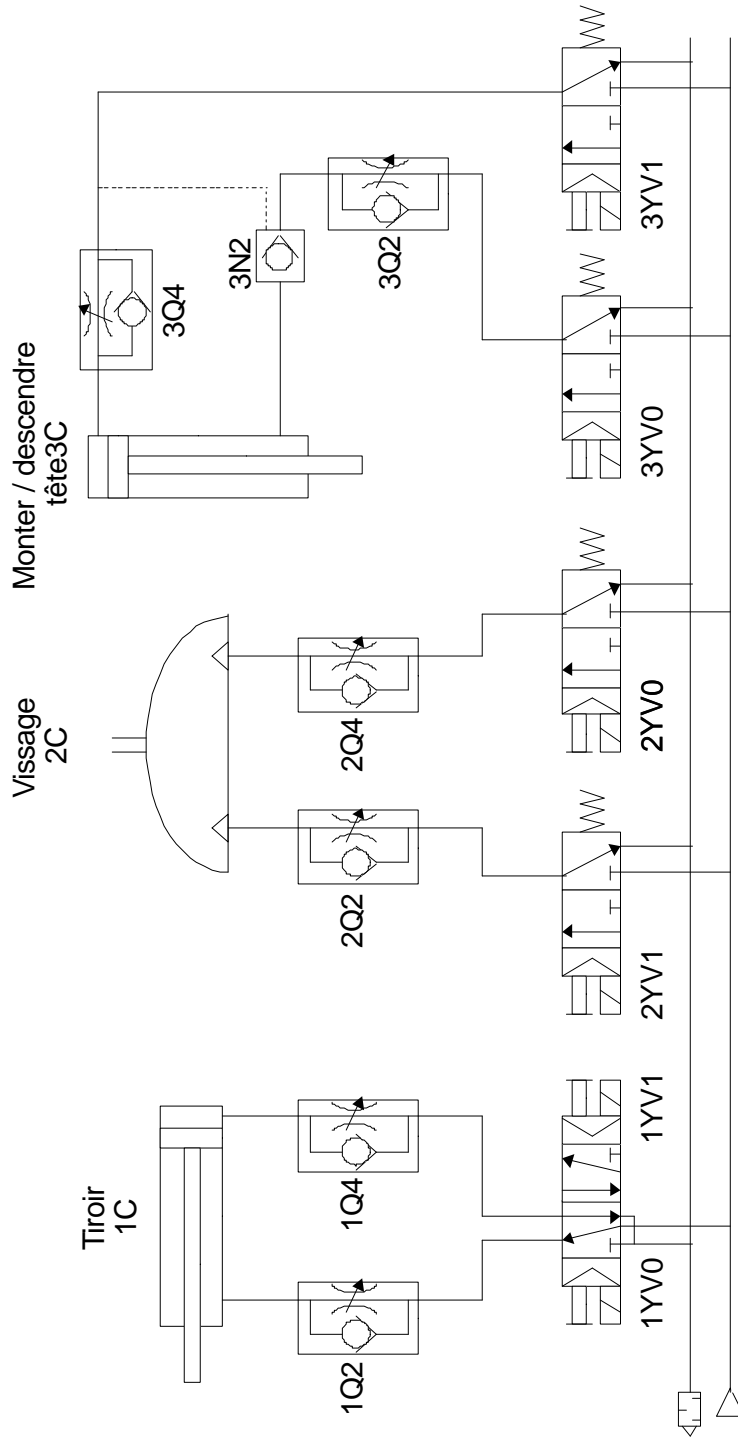 Tiroir
1C
Vissage
2C
Monter / descendre
tête3C
1Q2
1Q4
2Q2
2Q4
3Q4
3N2
3Q2
1YV0
1YV1
2YV1
2YV0
3YV0
3YV1